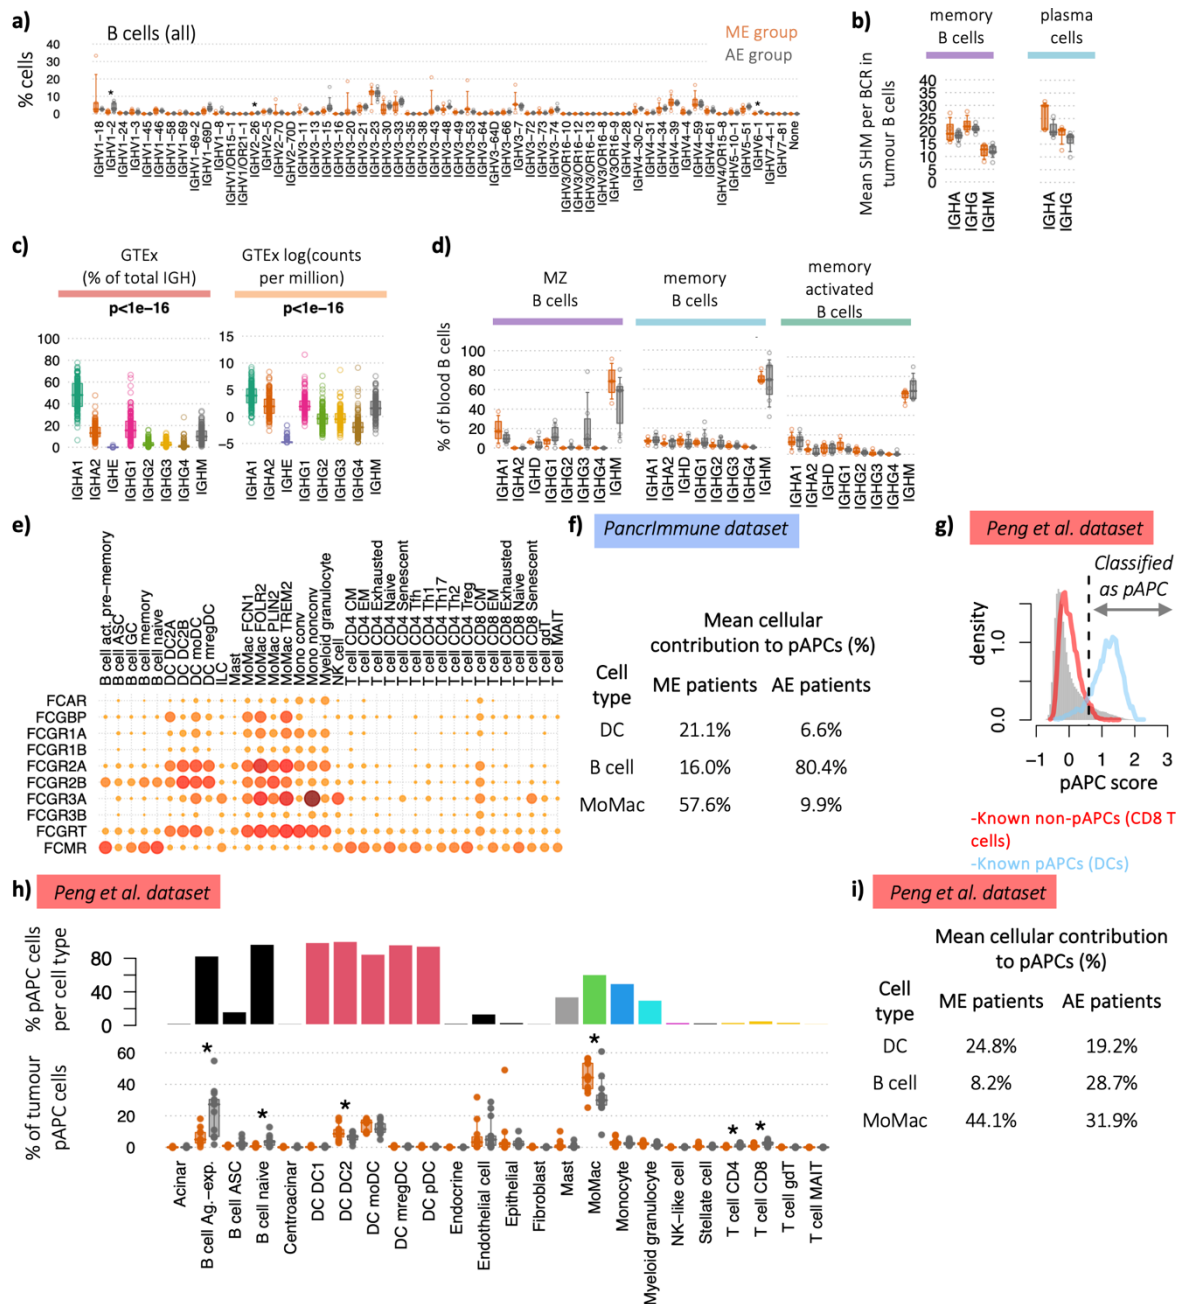 a)
B cells (all)
ME group
AE group
% cells
40
30
20
10
0
IGHV1-18
IGHV1-2
IGHV1-24
IGHV1-3
IGHV1-45
IGHV1-46
IGHV1-58
IGHV1-69
IGHV1-69-2
IGHV1-69D
IGHV1-8
IGHV1/OR15-1
IGHV1/OR21-1
IGHV2-26
IGHV2-5
IGHV2-70
IGHV2-70D
IGHV3-11
IGHV3-13
IGHV3-15
IGHV3-16
IGHV3-20
IGHV3-21
IGHV3-23
IGHV3-30
IGHV3-33
IGHV3-35
IGHV3-38
IGHV3-43
IGHV3-48
IGHV3-49
IGHV3-53
IGHV3-64
IGHV3-64D
IGHV3-66
IGHV3-7
IGHV3-72
IGHV3-73
IGHV3-74
IGHV3/OR16-10
IGHV3/OR16-12
IGHV3/OR16-13
IGHV3/OR16-8
IGHV3/OR16-9
IGHV4-28
IGHV4-30-2
IGHV4-31
IGHV4-34
IGHV4-39
IGHV4-4
IGHV4-59
IGHV4-61
IGHV4/OR15-8
IGHV5-10-1
IGHV5-51
IGHV6-1
IGHV7-4-1
IGHV7-81
None
b)
memory
B cells
plasma
cells
Mean SHM per BCR in
tumour B cells
40
35
30
25
20
15
10
5
0
IGHA
IGHG
IGHM
IGHA
IGHG
c)
GTEx
(% of total IGH)
p<1e-16
GTEx log(counts
per million)
p<1e-16
100
80
60
40
20
0
15
10
5
0
-5
IGHA1
IGHA2
IGHE
IGHG1
IGHG2
IGHG3
IGHG4
IGHM
IGHA1
IGHA2
IGHE
IGHG1
IGHG2
IGHG3
IGHG4
IGHM
d)
MZ
B cells
memory
B cells
memory
activated
B cells
% of blood B cells
100
80
60
40
20
0
IGHA1
IGHA2
IGHD
IGHG1
IGHG2
IGHG3
IGHG4
IGHM
IGHA1
IGHA2
IGHD
IGHG1
IGHG2
IGHG3
IGHG4
IGHM
IGHA1
IGHA2
IGHD
IGHG1
IGHG2
IGHG3
IGHG4
IGHM
e)
B cell act. pre-memory
B cell ASC
B cell GC
B cell memory
B cell naive
DC DC2A
DC DC2B
DC moDC
DC mregDC
ILC
Mast
MoMac FCN1
MoMac FOLR2
MoMac PLIN2
MoMac TREM2
Mono conv
Mono nonconv
Myeloid granulocyte
NK cell
T cell CD4 CM
T cell CD4 EM
T cell CD4 Exhausted
T cell CD4 Naive
T cell CD4 Senescent
T cell CD4 Tfh
T cell CD4 Th1
T cell CD4 Th17
T cell CD4 Th2
T cell CD4 Treg
T cell CD8 CM
T cell CD8 EM
T cell CD8 Exhausted
T cell CD8 Naive
T cell CD8 Senescent
T cell gdT
T cell MAIT
FCAR
FCGBP
FCGR1A
FCGR1B
FCGR2A
FCGR2B
FCGR3A
FCGR3B
FCGRT
FCMR
f)
PancrImmune dataset
Mean cellular
contribution to pAPCs (%)
Cell
type
ME patients
AE patients
DC 21.1% 6.6%
B cell 16.0% 80.4%
MoMac 57.6% 9.9%
g)
Peng et al. dataset
Classified
as pAPC
density
1.0
0.0
-1 0 1 2 3
pAPC score
-Known non-pAPCs (CD8 T
cells)
-Known pAPCs (DCs)
h)
Peng et al. dataset
% pAPC cells
per cell type
80
40
0
% of tumour
pAPC cells
60
40
20
0
Acinar
B cell Ag.-exp.
B cell ASC
B cell naive
Centroacinar
DC DC1
DC DC2
DC moDC
DC mregDC
DC pDC
Endocrine
Endothelial cell
Epithelial
Fibroblast
Mast
MoMac
Monocyte
Myeloid granulocyte
NK-like cell
Stellate cell
T cell CD4
T cell CD8
T cell gdT
T cell MAIT
i)
Peng et al. dataset
Mean cellular contribution
to pAPCs (%)
Cell
type
ME patients
AE patients
DC 24.8% 19.2%
B cell 8.2% 28.7%
MoMac 44.1% 31.9%